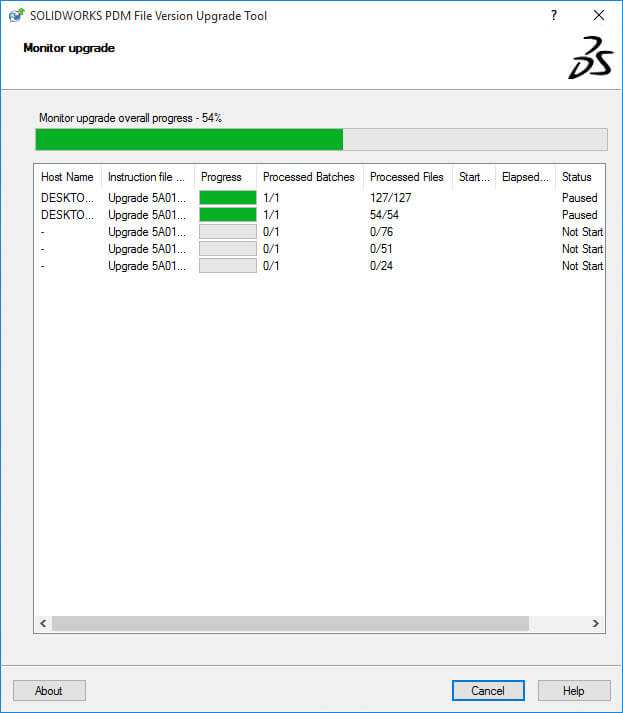 SOLIDWORKS PDM File Version Upgrade Tool
Monitor upgrade
Monitor upgrade overall progress - 54%
Host Name Instruction file ... Progress Processed Batches Processed Files Start... Elapsed... Status
DESKTO... Upgrade 5A01... 1/1 127/127 Paused
DESKTO... Upgrade 5A01... 1/1 54/54 Paused
- Upgrade 5A01... 0/1 0/76 Not Start
- Upgrade 5A01... 0/1 0/51 Not Start
- Upgrade 5A01... 0/1 0/24 Not Start
About Cancel Help